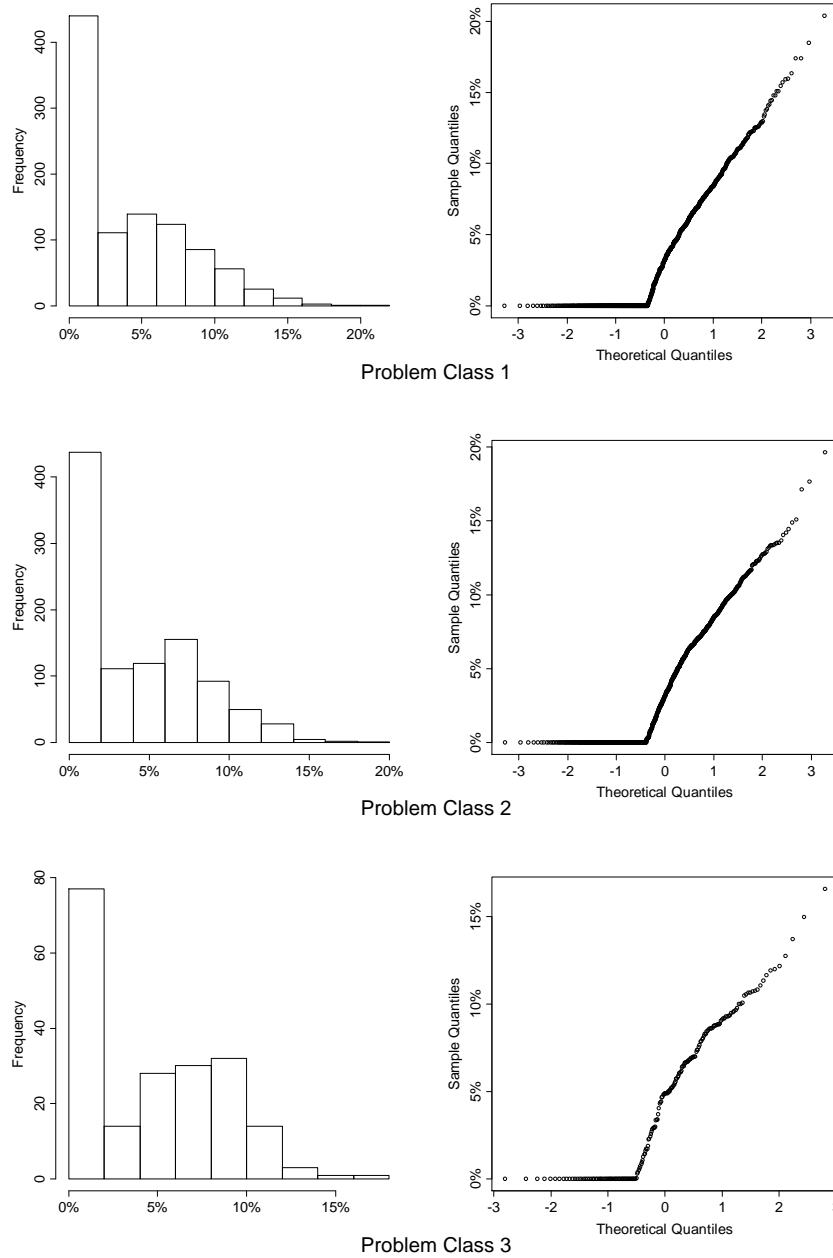 Frequency
400
300
200
100
0
0% 5% 10% 15% 20%
Sample Quantiles
20%
15%
10%
5%
0%
-3 -2 -1 0 1 2 3
Theoretical Quantiles
Problem Class 1
Frequency
400
300
200
100
0
0% 5% 10% 15% 20%
Sample Quantiles
20%
15%
10%
5%
0%
-3 -2 -1 0 1 2 3
Theoretical Quantiles
Problem Class 2
Frequency
80
60
40
20
0
0% 5% 10% 15%
Sample Quantiles
15%
10%
5%
0%
-3 -2 -1 0 1 2 3
Theoretical Quantiles
Problem Class 3